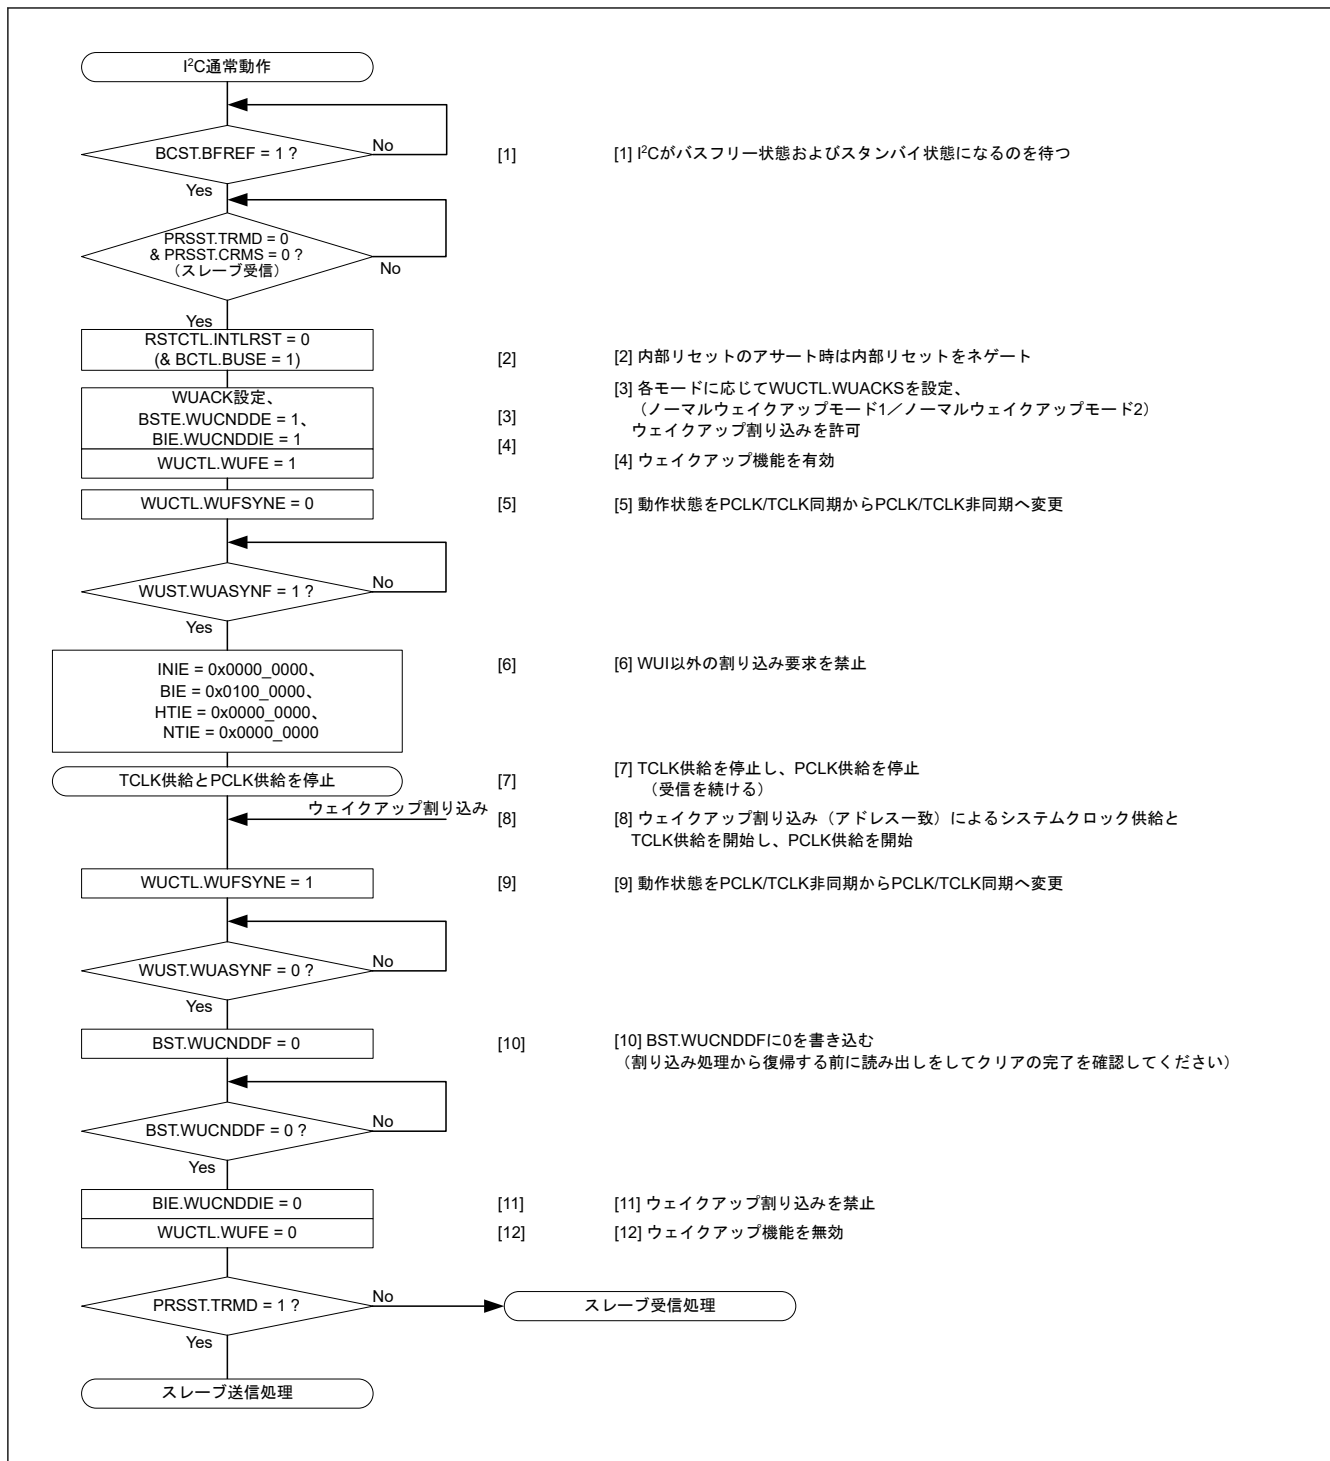 I²C通常動作
BCST.BFREF = 1 ?
No
[1]
[1] I²Cがバスフリー状態およびスタンバイ状態になるのを待つ
Yes
PRSST.TRMD = 0
& PRSST.CRMS = 0 ?
（スレーブ受信）
No
Yes
RSTCTL.INTLRST = 0
(& BCTL.BUSE = 1)
[2]
[2] 内部リセットのアサート時は内部リセットをネゲート
WUACK設定、
BSTE.WUCNDDE = 1、
BIE.WUCNDDIE = 1
[3]
[3] 各モードに応じてWUCTL.WUACKSを設定、
（ノーマルウェイクアップモード1／ノーマルウェイクアップモード2）
ウェイクアップ割り込みを許可
WUCTL.WUFE = 1
[4]
[4] ウェイクアップ機能を有効
WUCTL.WUFSYNE = 0
[5]
[5] 動作状態をPCLK/TCLK同期からPCLK/TCLK非同期へ変更
WUST.WUASYNF = 1 ?
No
Yes
INIE = 0x0000_0000、
BIE = 0x0100_0000、
HTIE = 0x0000_0000、
NTIE = 0x0000_0000
[6]
[6] WUI以外の割り込み要求を禁止
TCLK供給とPCLK供給を停止
[7]
[7] TCLK供給を停止し、PCLK供給を停止
（受信を続ける）
ウェイクアップ割り込み
[8]
[8] ウェイクアップ割り込み（アドレス一致）によるシステムクロック供給と
TCLK供給を開始し、PCLK供給を開始
WUCTL.WUFSYNE = 1
[9]
[9] 動作状態をPCLK/TCLK非同期からPCLK/TCLK同期へ変更
WUST.WUASYNF = 0 ?
No
Yes
BST.WUCNDDF = 0
[10]
[10] BST.WUCNDDFに0を書き込む
（割り込み処理から復帰する前に読み出しをしてクリアの完了を確認してください）
BST.WUCNDDF = 0 ?
No
Yes
BIE.WUCNDDIE = 0
[11]
[11] ウェイクアップ割り込みを禁止
WUCTL.WUFE = 0
[12]
[12] ウェイクアップ機能を無効
PRSST.TRMD = 1 ?
No
スレーブ受信処理
Yes
スレーブ送信処理